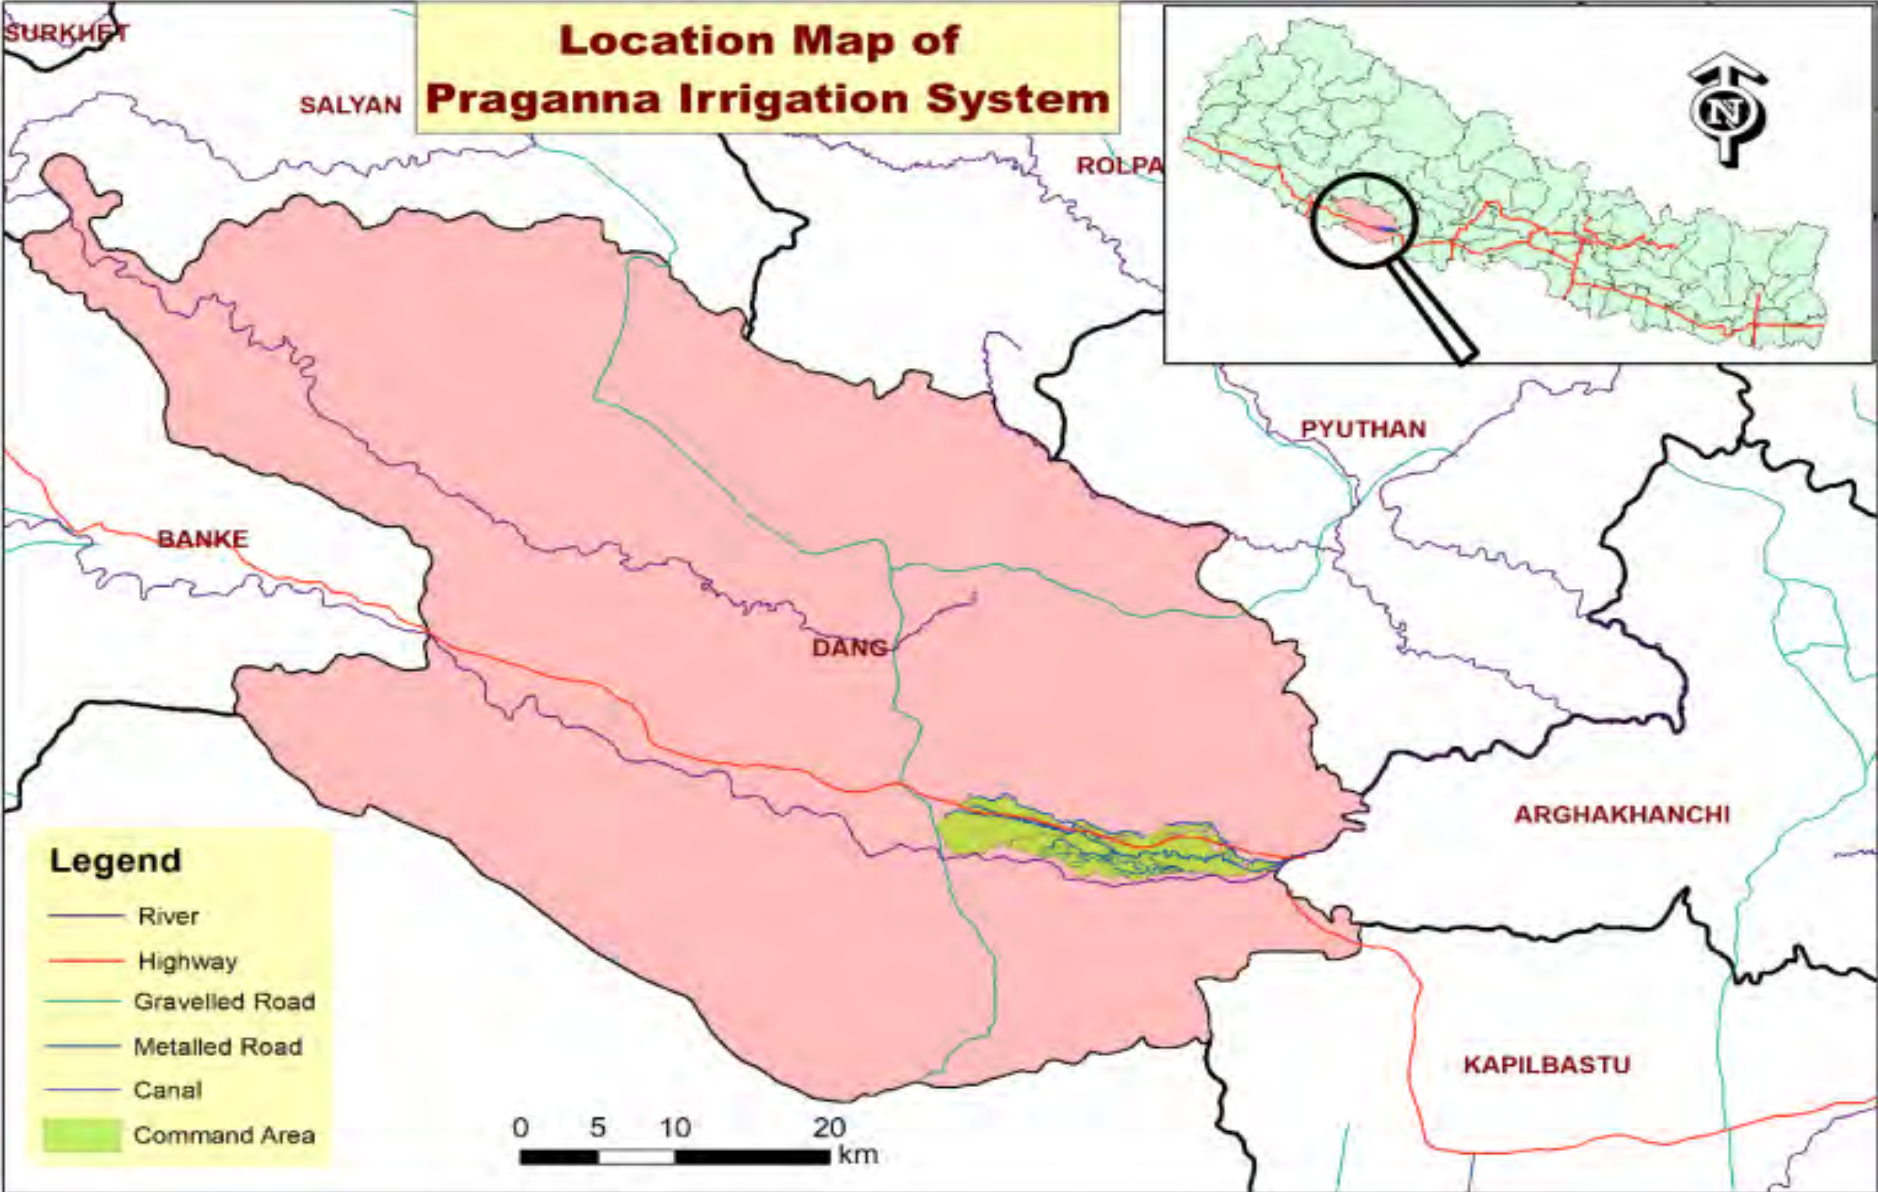 SURKHET
Location Map of
Praganna Irrigation System
SALYAN
ROLPA
N
PYUTHAN
BANKE
DANG
ARGHAKHANCHI
KAPILBASTU
Legend
River
Highway
Gravelled Road
Metalled Road
Canal
Command Area
0 5 10 20
km